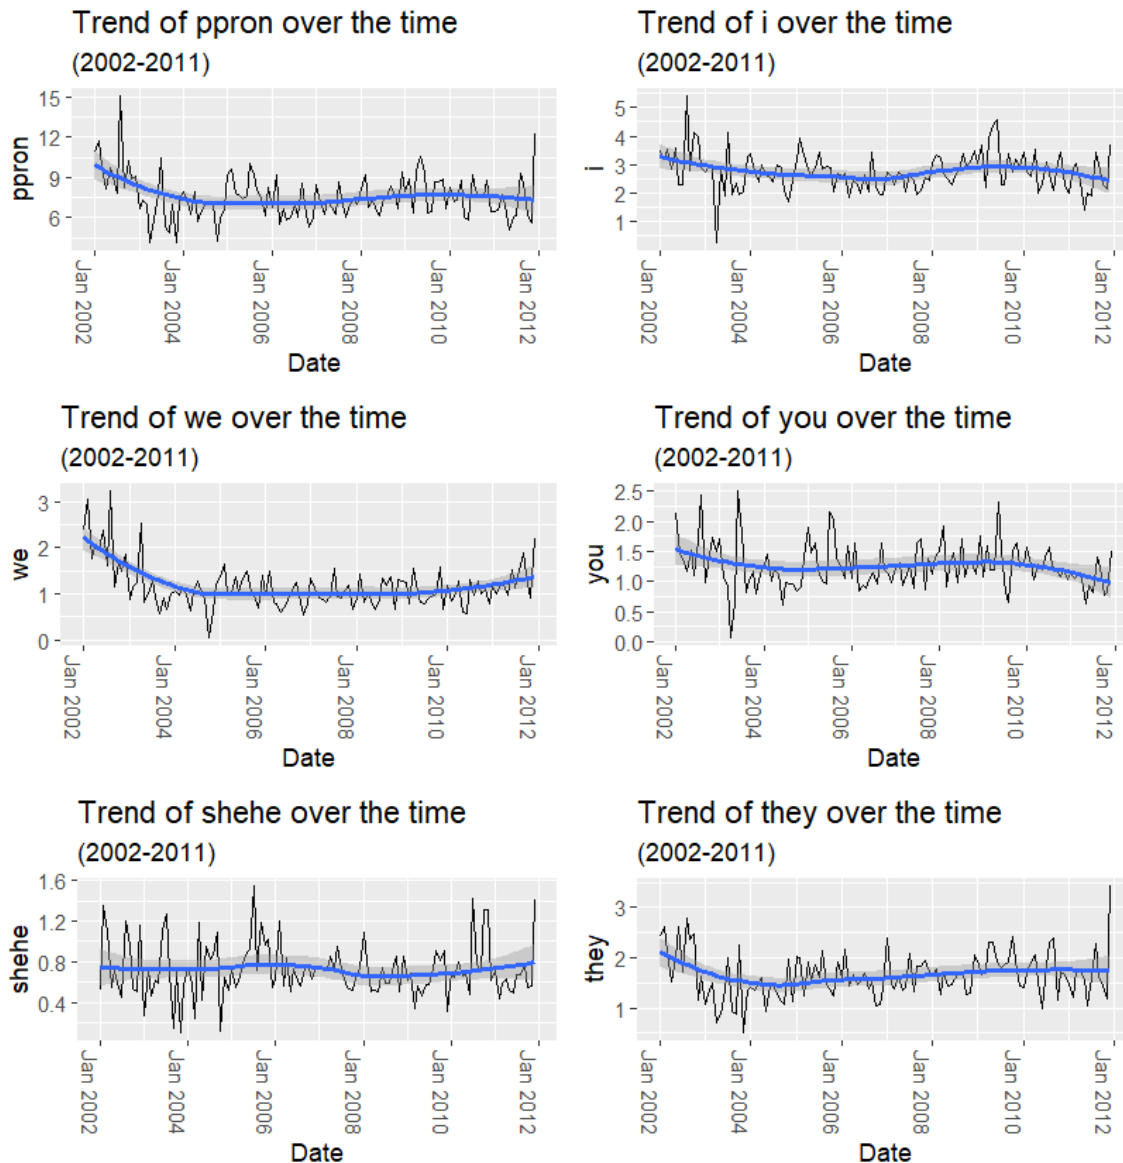 Trend of ppron over the time
(2002-2011)
15
12
9
6
ppron
Jan 2002
Jan 2004
Jan 2006
Jan 2008
Jan 2010
Jan 2012
Date
Trend of i over the time
(2002-2011)
5
4
3
2
1
i
Jan 2002
Jan 2004
Jan 2006
Jan 2008
Jan 2010
Jan 2012
Date
Trend of we over the time
(2002-2011)
3
2
1
0
we
Jan 2002
Jan 2004
Jan 2006
Jan 2008
Jan 2010
Jan 2012
Date
Trend of you over the time
(2002-2011)
2.5
2.0
1.5
1.0
0.5
0.0
you
Jan 2002
Jan 2004
Jan 2006
Jan 2008
Jan 2010
Jan 2012
Date
Trend of shehe over the time
(2002-2011)
1.6
1.2
0.8
0.4
shehe
Jan 2002
Jan 2004
Jan 2006
Jan 2008
Jan 2010
Jan 2012
Date
Trend of they over the time
(2002-2011)
3
2
1
they
Jan 2002
Jan 2004
Jan 2006
Jan 2008
Jan 2010
Jan 2012
Date